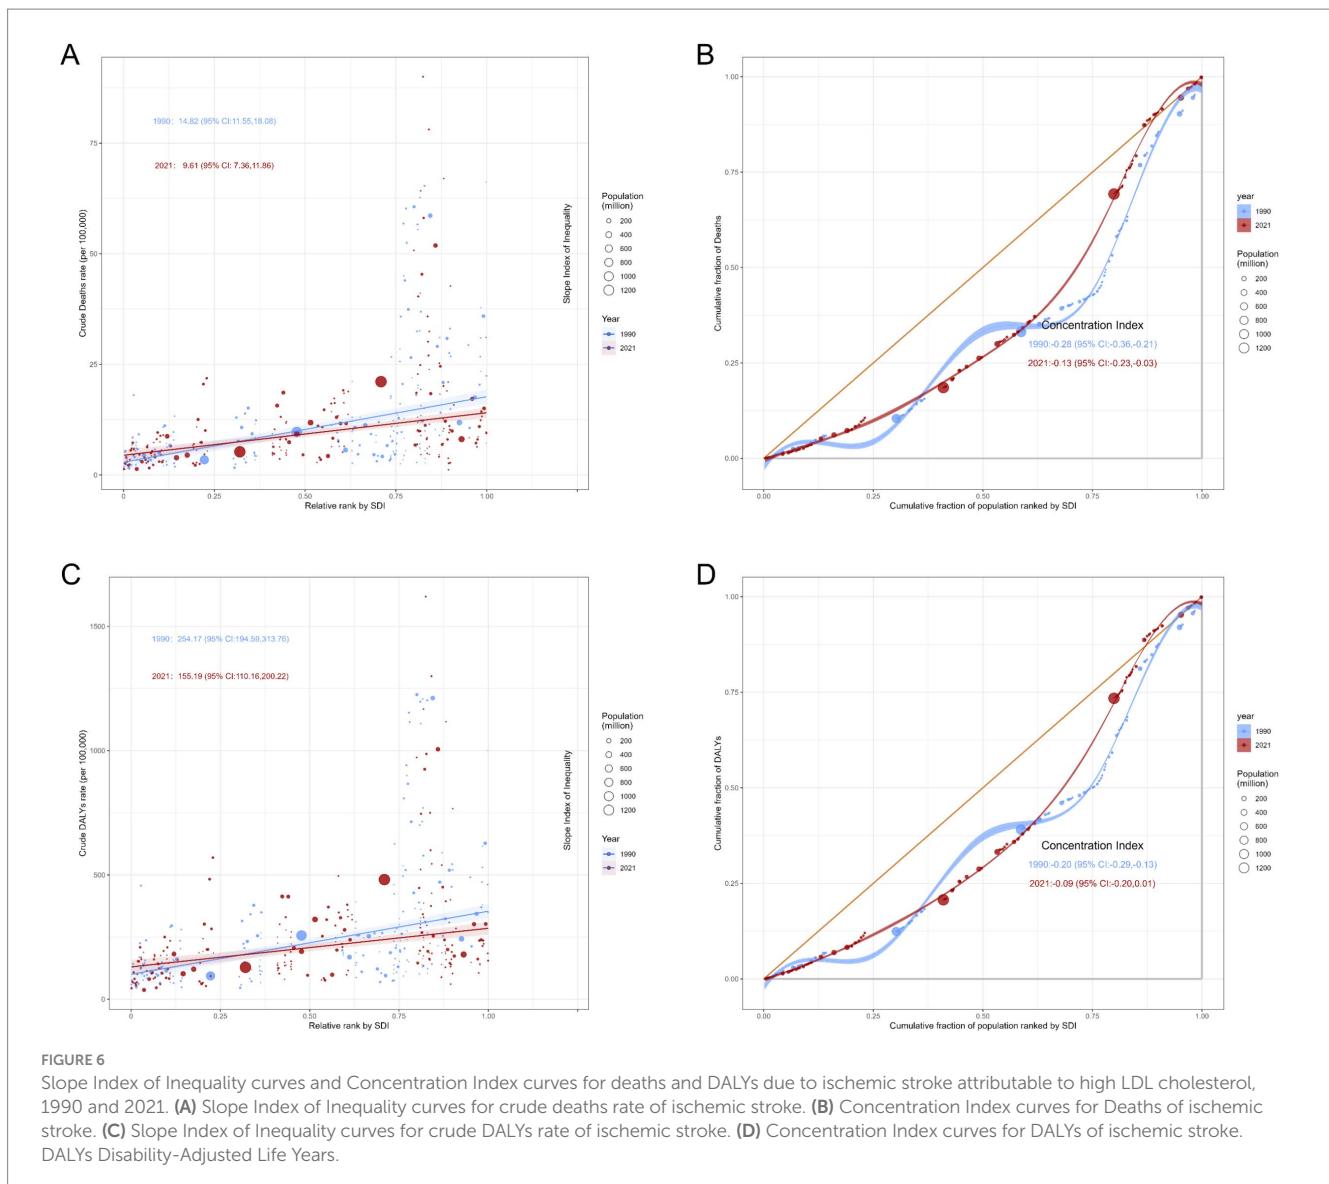 A
1990: 14.82 (95% CI:11.55,18.08)
2021: 9.61 (95% CI: 7.36,11.86)
75
50
25
0
Crude Deaths rate (per 100,000)
0
0.25
0.50
0.75
1.00
Relative rank by SDI
Slope Index of Inequality
Population
(million)
200
400
600
800
1000
1200
Year
1990
2021
B
1.00
0.75
0.50
0.25
0.00
Cumulative fraction of Deaths
Concentration Index
1990:-0.28 (95% CI:-0.36,-0.21)
2021:-0.13 (95% CI:-0.23,-0.03)
0.00
0.25
0.50
0.75
1.00
Cumulative fraction of population ranked by SDI
year
1990
2021
Population
(million)
200
400
600
800
1000
1200
C
1990: 254.17 (95% CI:194.59,313.76)
2021: 155.19 (95% CI:110.16,200.22)
1500
1000
500
0
Crude DALYs rate (per 100,000)
0
0.25
0.50
0.75
1.00
Relative rank by SDI
Slope Index of Inequality
Population
(million)
200
400
600
800
1000
1200
Year
1990
2021
D
1.00
0.75
0.50
0.25
0.00
Cumulative fraction of DALYs
Concentration Index
1990:-0.20 (95% CI:-0.29,-0.13)
2021:-0.09 (95% CI:-0.20,0.01)
0.00
0.25
0.50
0.75
1.00
Cumulative fraction of population ranked by SDI
year
1990
2021
Population
(million)
200
400
600
800
1000
1200
FIGURE 6
Slope Index of Inequality curves and Concentration Index curves for deaths and DALYs due to ischemic stroke attributable to high LDL cholesterol,
1990 and 2021. (A) Slope Index of Inequality curves for crude deaths rate of ischemic stroke. (B) Concentration Index curves for Deaths of ischemic
stroke. (C) Slope Index of Inequality curves for crude DALYs rate of ischemic stroke. (D) Concentration Index curves for DALYs of ischemic stroke.
DALYs Disability-Adjusted Life Years.